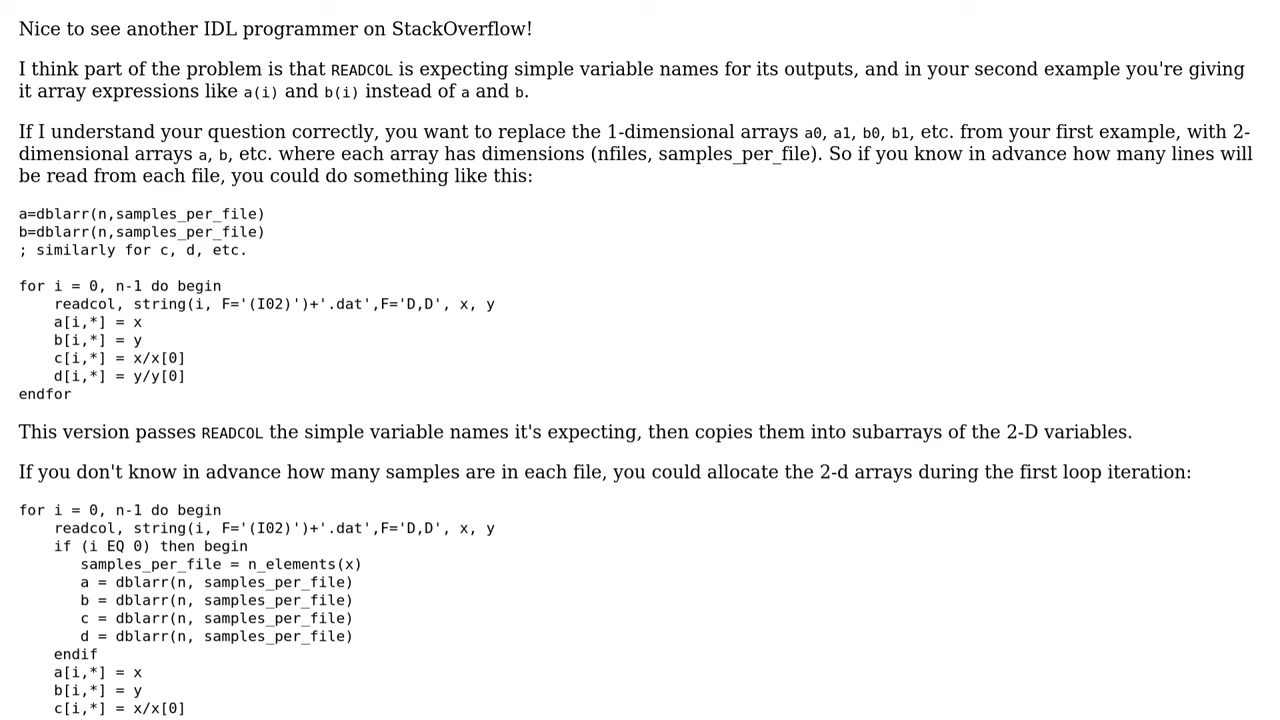 Nice to see another IDL programmer on StackOverflow!
I think part of the problem is that READCOL is expecting simple variable names for its outputs, and in your second example you're giving
it array expressions like a(i) and b(i) instead of a and b.
If I understand your question correctly, you want to replace the 1-dimensional arrays a0, a1, b0, b1, etc. from your first example, with 2-
dimensional arrays a, b, etc. where each array has dimensions (nfiles, samples_per_file). So if you know in advance how many lines will
be read from each file, you could do something like this:
a=dblarr(n,samples_per_file)
b=dblarr(n,samples_per_file)
; similarly for c, d, etc.
for i = 0, n-1 do begin
    readcol, string(i, F='(I02)')+'.dat',F='D,D', x, y
    a[i,*] = x
    b[i,*] = y
    c[i,*] = x/x[0]
    d[i,*] = y/y[0]
endfor
This version passes READCOL the simple variable names it's expecting, then copies them into subarrays of the 2-D variables.
If you don't know in advance how many samples are in each file, you could allocate the 2-d arrays during the first loop iteration:
for i = 0, n-1 do begin
    readcol, string(i, F='(I02)')+'.dat',F='D,D', x, y
    if (i EQ 0) then begin
       samples_per_file = n_elements(x)
       a = dblarr(n, samples_per_file)
       b = dblarr(n, samples_per_file)
       c = dblarr(n, samples_per_file)
       d = dblarr(n, samples_per_file)
    endif
    a[i,*] = x
    b[i,*] = y
    c[i,*] = x/x[0]